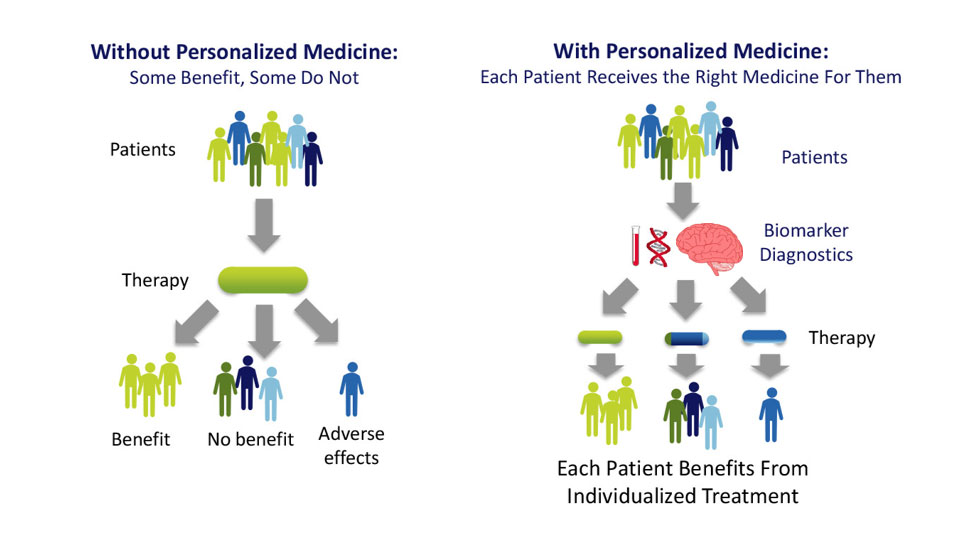 Without Personalized Medicine:
Some Benefit, Some Do Not
Patients
Therapy
Benefit
No benefit
Adverse
effects
With Personalized Medicine:
Each Patient Receives the Right Medicine For Them
Patients
Biomarker
Diagnostics
Therapy
Each Patient Benefits From
Individualized Treatment